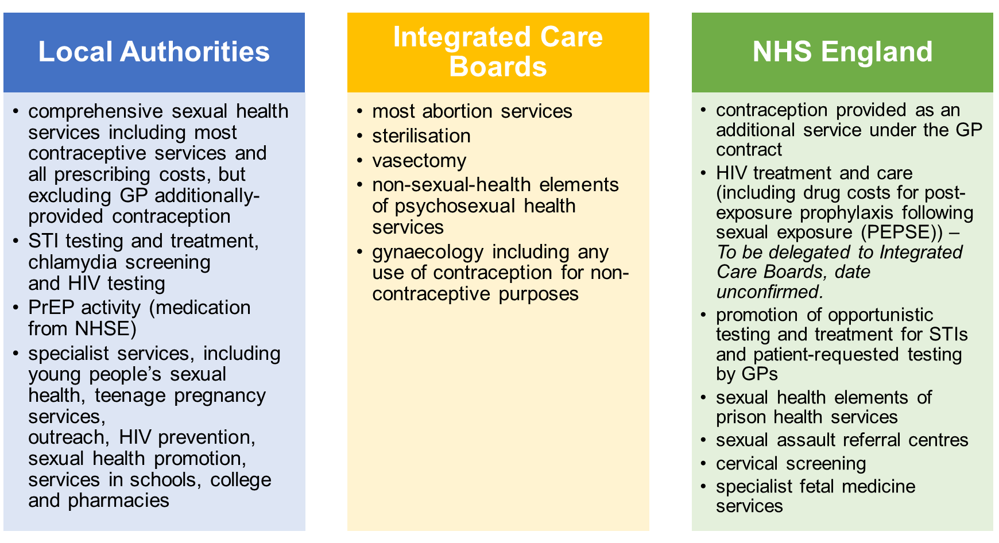 Local Authorities
• comprehensive sexual health
services including most
contraceptive services and
all prescribing costs, but
excluding GP additionally-
provided contraception
• STI testing and treatment,
chlamydia screening
and HIV testing
• PrEP activity (medication
from NHSE)
• specialist services, including
young people’s sexual
health, teenage pregnancy
services,
outreach, HIV prevention,
sexual health promotion,
services in schools, college
and pharmacies
Integrated Care
Boards
• most abortion services
• sterilisation
• vasectomy
• non-sexual-health elements
of psychosexual health
services
• gynaecology including any
use of contraception for non-
contraceptive purposes
NHS England
• contraception provided as an
additional service under the GP
contract
• HIV treatment and care
(including drug costs for post-
exposure prophylaxis following
sexual exposure (PEPSE)) –
To be delegated to Integrated
Care Boards, date
unconfirmed.
• promotion of opportunistic
testing and treatment for STIs
and patient-requested testing
by GPs
• sexual health elements of
prison health services
• sexual assault referral centres
• cervical screening
• specialist fetal medicine
services